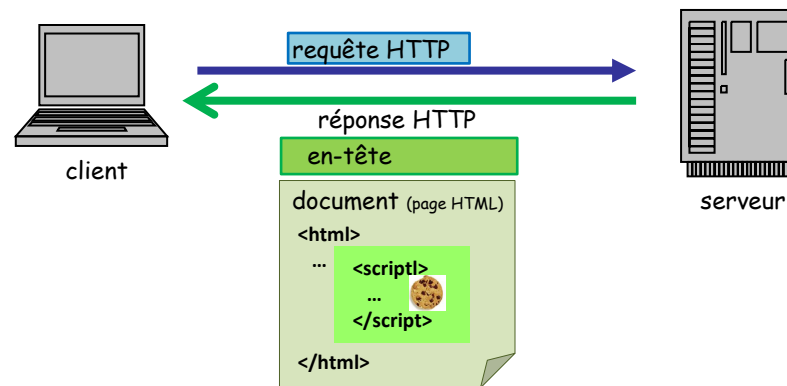 requête HTTP
réponse HTTP
client
en-tête
serveur
document (page HTML)
<html>
... <scriptl>
...
</script>
</html>